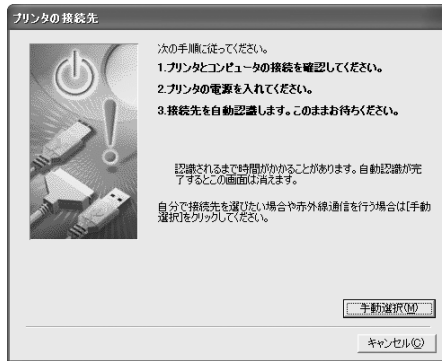 プリンタの接続先
次の手順に従ってください。
1.プリンタとコンピュータの接続を確認してください。
2.プリンタの電源を入れてください。
3.接続先を自動認識します。このままお待ちください。
認識されるまで時間がかかることがあります。自動認識が完
了するとこの画面は消えます。
自分で接続先を選びたい場合や赤外線通信を行う場合は[手動
選択]をクリックしてください。
手動選択(M)
キャンセル(C)